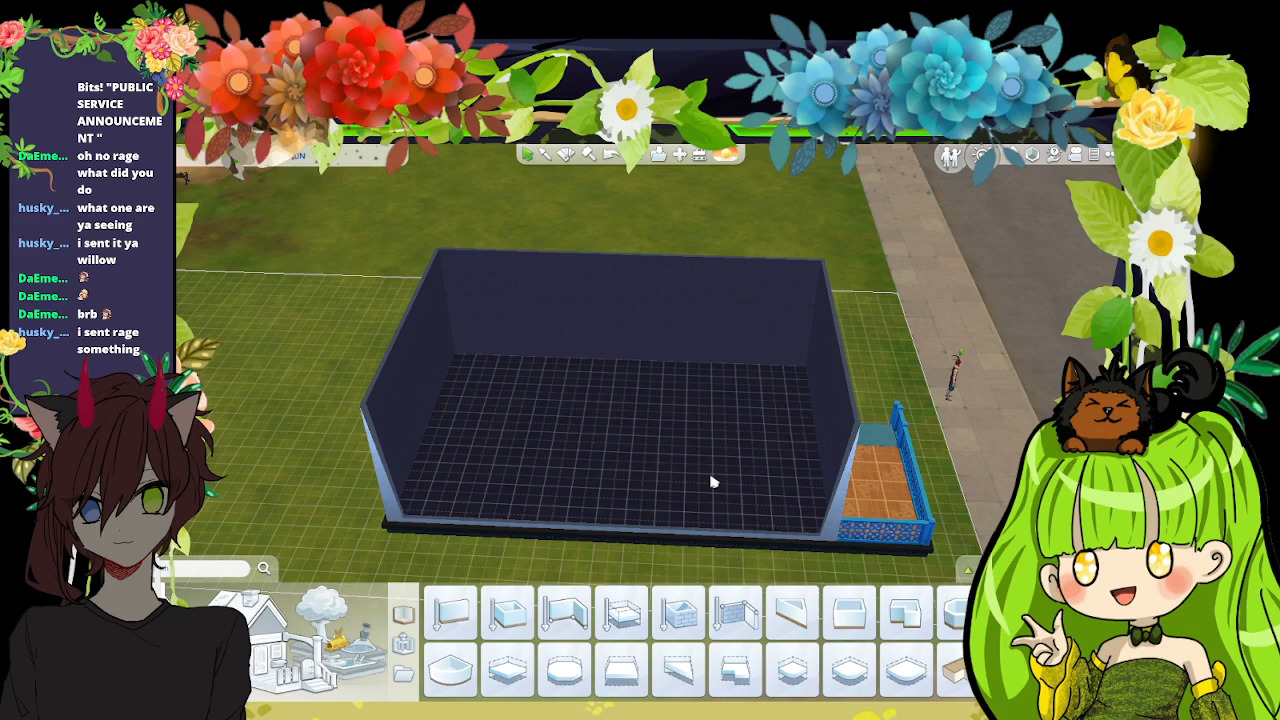 Bits! "PUBLIC
SERVICE
ANNOUNCEME
NT "
DaEme... oh no rage
what did you
do
husky_... what one are
ya seeing
husky_... i sent it ya
willow
DaEme...
DaEme...
DaEme... brb
husky_... i sent rage
something